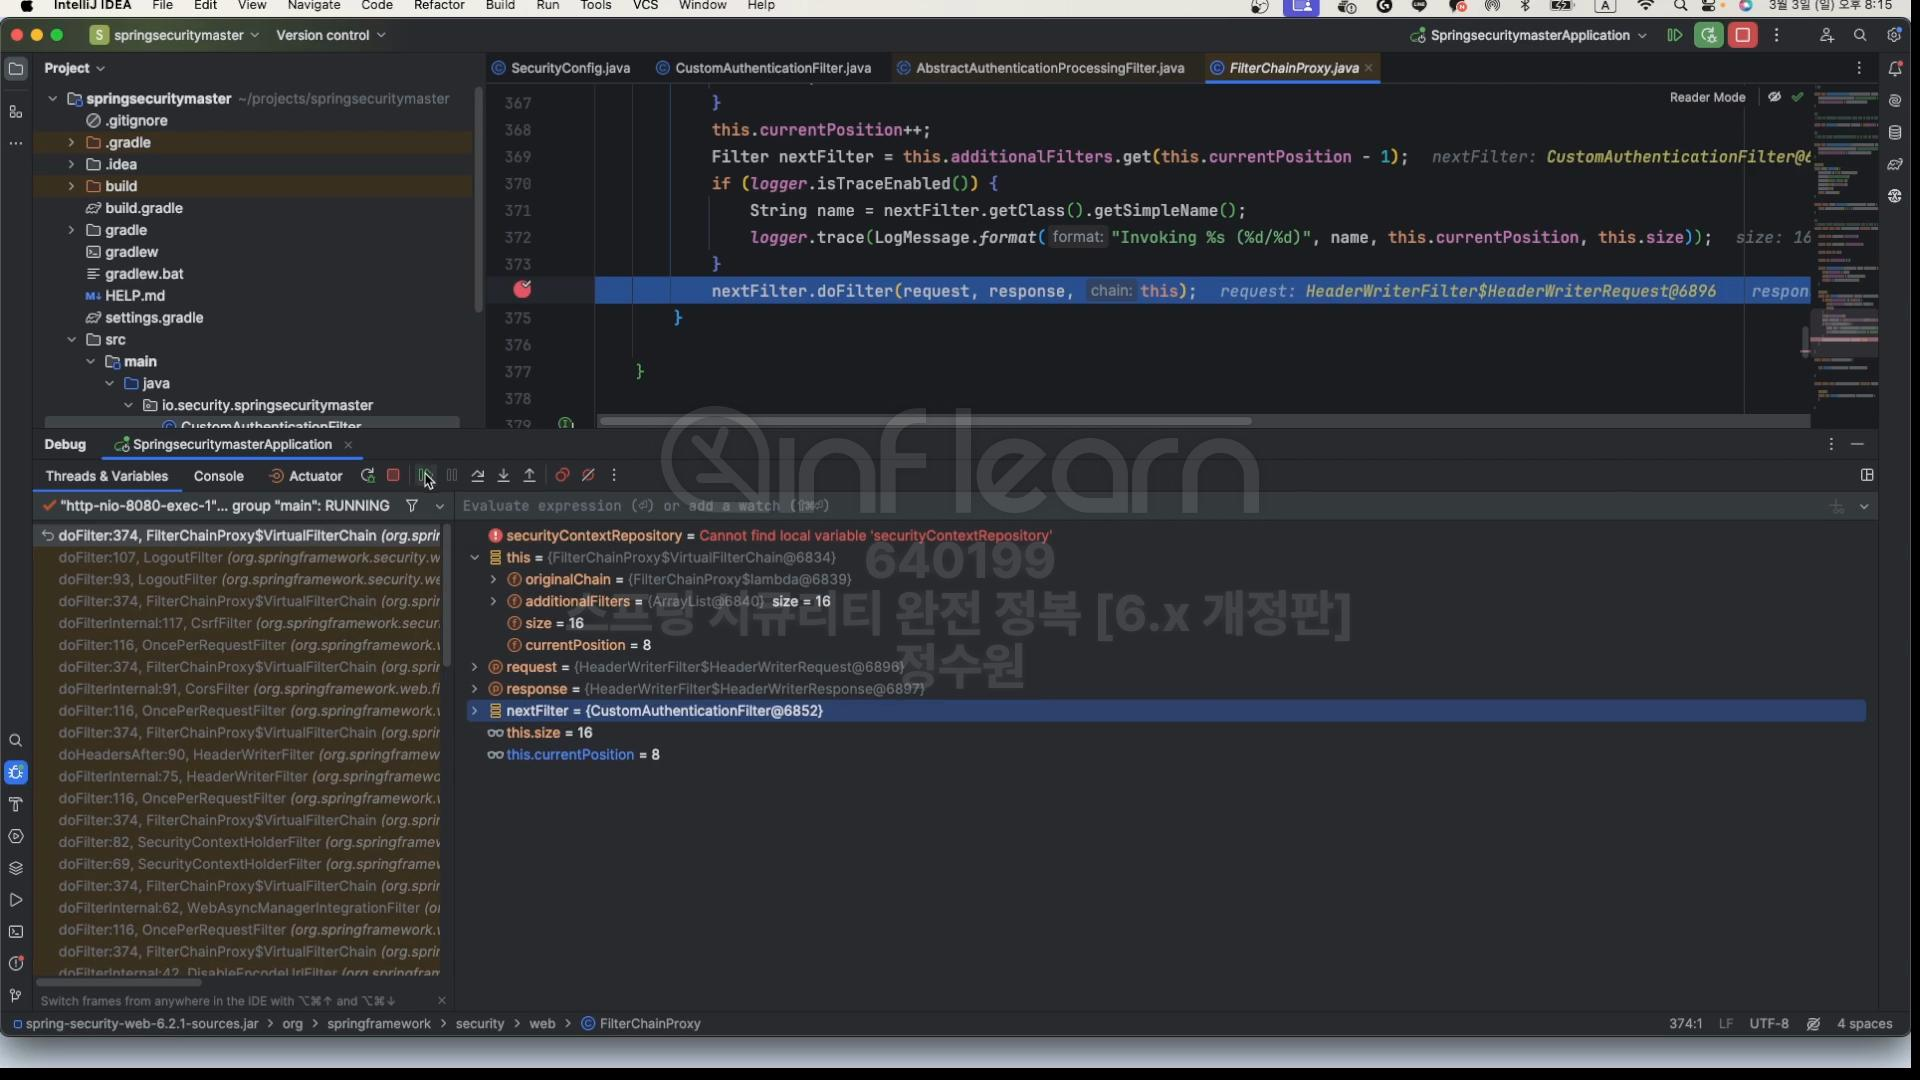 IntelliJ IDEA File Edit View Navigate Code Refactor Build Run Tools VCS Window Help A 3월 3일 (일) 오후 8:15
S springsecuritymaster Version control SpringsecuritymasterApplication
Project
SecurityConfig.java CustomAuthenticationFilter.java AbstractAuthenticationProcessingFilter.java FilterChainProxy.java
Reader Mode
springsecuritymaster ~/projects/springsecuritymaster
.gitignore
.gradle
.idea
build
build.gradle
gradle
gradlew
gradlew.bat
M↓ HELP.md
settings.gradle
src
main
java
io.security.springsecuritymaster
CustomAuthenticationFilter
367 }
368 this.currentPosition++;
369 Filter nextFilter = this.additionalFilters.get(this.currentPosition - 1); nextFilter: CustomAuthenticationFilter@6
370 if (logger.isTraceEnabled()) {
371 String name = nextFilter.getClass().getSimpleName();
372 logger.trace(LogMessage.format( format: "Invoking %s (%d/%d)", name, this.currentPosition, this.size)); size: 16
373 }
nextFilter.doFilter(request, response, chain: this); request: HeaderWriterFilter$HeaderWriterRequest@6896 respon
375 }
376
377 }
378
379
Debug SpringsecuritymasterApplication
Threads & Variables Console Actuator
"http-nio-8080-exec-1"... group "main": RUNNING
Evaluate expression (⏎) or add a watch (⇧⌘⏎)
doFilter:374, FilterChainProxy$VirtualFilterChain (org.spri
doFilter:107, LogoutFilter (org.springframework.security.w
doFilter:93, LogoutFilter (org.springframework.security.we
doFilter:374, FilterChainProxy$VirtualFilterChain (org.sprir
doFilterInternal:117, CsrfFilter (org.springframework.secur
doFilter:116, OncePerRequestFilter (org.springframework.w
doFilter:374, FilterChainProxy$VirtualFilterChain (org.sprir
doFilterInternal:91, CorsFilter (org.springframework.web.fi
doFilter:116, OncePerRequestFilter (org.springframework.w
doFilter:374, FilterChainProxy$VirtualFilterChain (org.sprir
doHeadersAfter:90, HeaderWriterFilter (org.springframew
doFilterInternal:75, HeaderWriterFilter (org.springframewo
doFilter:116, OncePerRequestFilter (org.springframework.w
doFilter:374, FilterChainProxy$VirtualFilterChain (org.sprir
doFilter:82, SecurityContextHolderFilter (org.springframew
doFilter:69, SecurityContextHolderFilter (org.springframew
doFilter:374, FilterChainProxy$VirtualFilterChain (org.sprir
doFilterInternal:62, WebAsyncManagerIntegrationFilter (or
doFilter:116, OncePerRequestFilter (org.springframework.w
doFilter:374, FilterChainProxy$VirtualFilterChain (org.sprir
doFilterInternal:42, DisableEncodeUrlFilter (org.springfram
Switch frames from anywhere in the IDE with ⌥⌘↑ and ⌥⌘↓
securityContextRepository = Cannot find local variable 'securityContextRepository'
this = {FilterChainProxy$VirtualFilterChain@6834}
originalChain = {FilterChainProxy$lambda@6839}
additionalFilters = {ArrayList@6840} size = 16
size = 16
currentPosition = 8
request = {HeaderWriterFilter$HeaderWriterRequest@6896}
response = {HeaderWriterFilter$HeaderWriterResponse@6897}
nextFilter = {CustomAuthenticationFilter@6852}
this.size = 16
this.currentPosition = 8
inflearn
640199
스프링 시큐리티 완전 정복 [6.x 개정판]
정수원
spring-security-web-6.2.1-sources.jar > org > springframework > security > web > FilterChainProxy 374:1 LF UTF-8 4 spaces